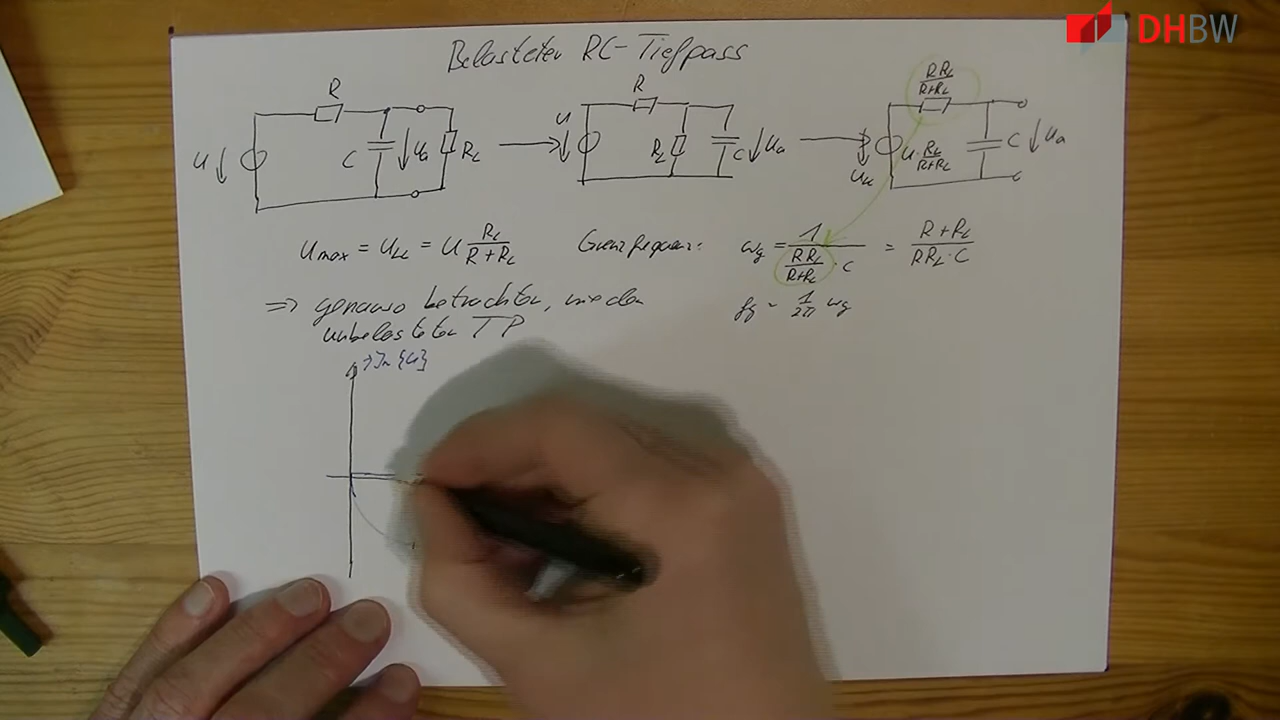 DHBW
Belasteter RC-Tiefpass
R
U
C
Ua
RL
R
U
RL
C
Ua
RRL/(R+RL)
ULL
U · RL/(R+RL)
C
Ua
Umax = ULL = U RL/(R+RL)
Grenzfrequenz: ωg = 1/(RRL/(R+RL) · C) = (R+RL)/(RRL · C)
fg = 1/2π ωg
=> genauso betrachten, wie den
unbelasteten TP